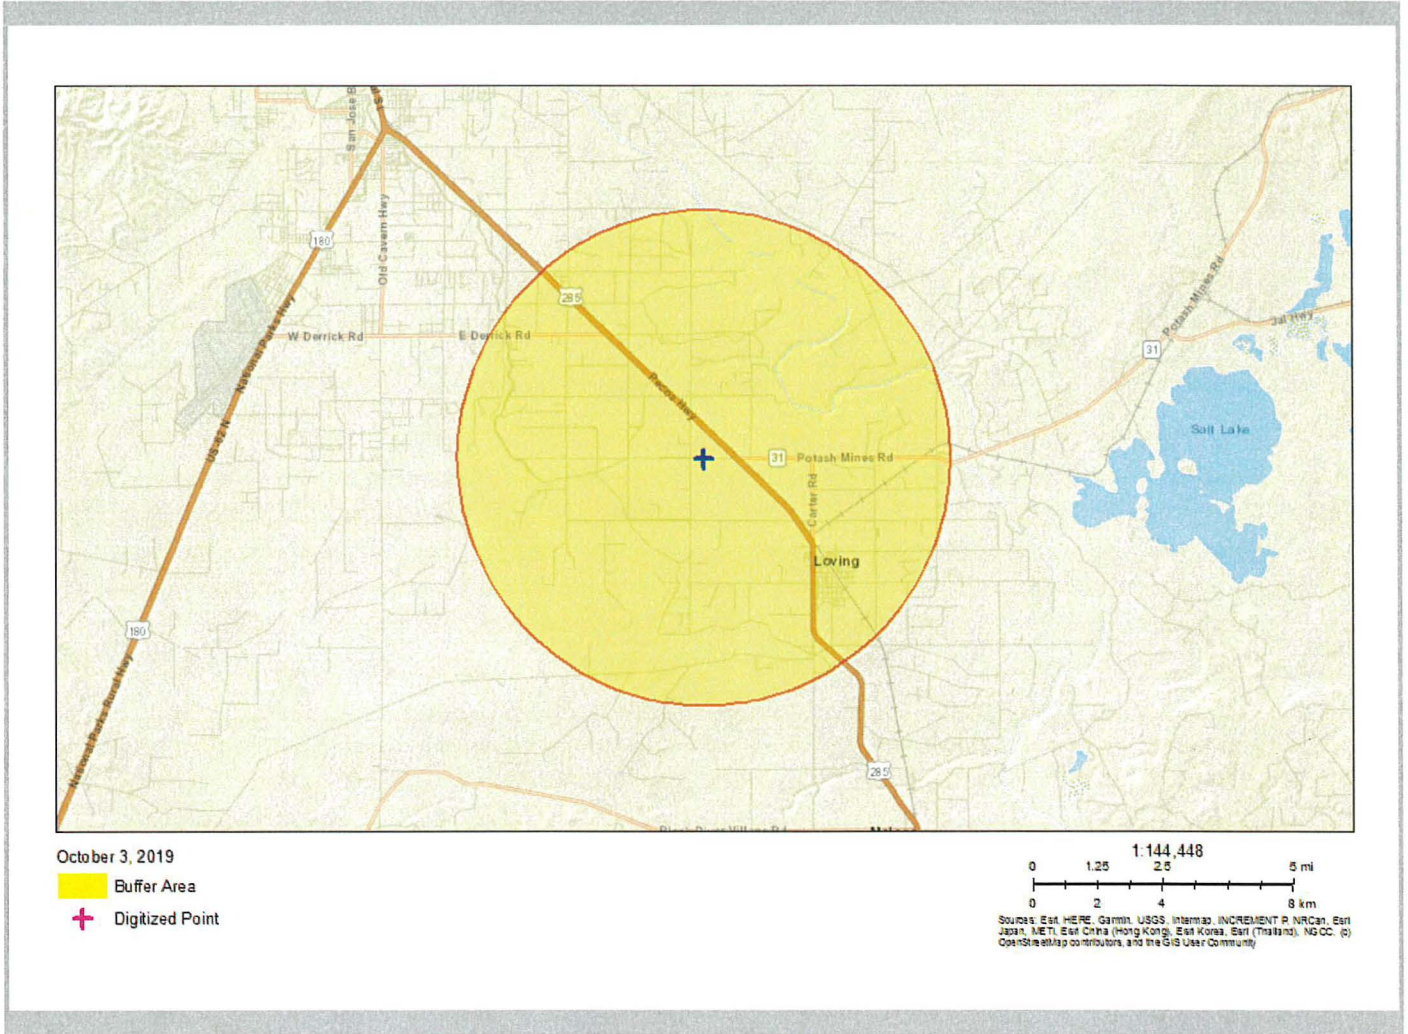 San Jose B
180
Old Cavern Hwy
285
W Derrick Rd
E Derrick Rd
National Parks Hwy
Pecos Hwy
US-62 N
31
Potash Mines Rd
Jal Hwy
Salt Lake
31
Potash Mines Rd
Carter Rd
Loving
180
National Parks Rural Hwy
285
October 3, 2019
Buffer Area
Digitized Point
1:144,448
0 1.25 2.5 5 mi
0 2 4 8 km
Sources: Esri, HERE, Garmin, USGS, Intermap, INCREMENT P, NRCan, Esri
Japan, METI, Esri China (Hong Kong), Esri Korea, Esri (Thailand), NGCC, (c)
OpenStreetMap contributors, and the GIS User Community